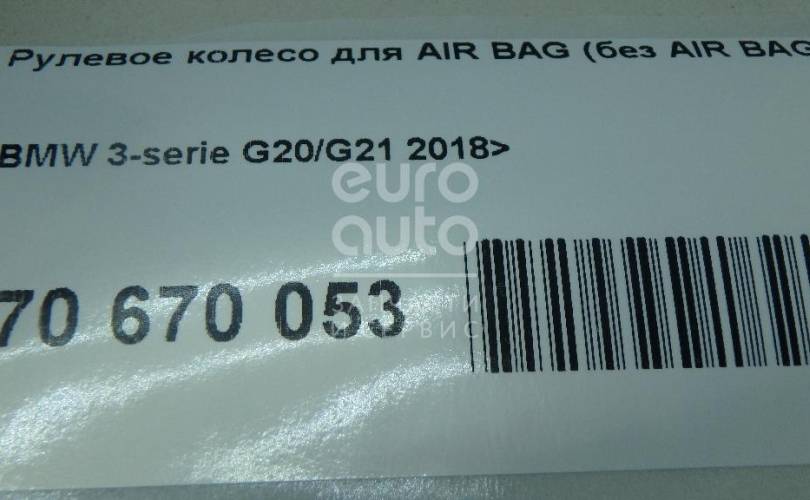 Рулевое колесо для AIR BAG (без AIR BAG
BMW 3-serie G20/G21 2018>
euro
auto
70 670 053